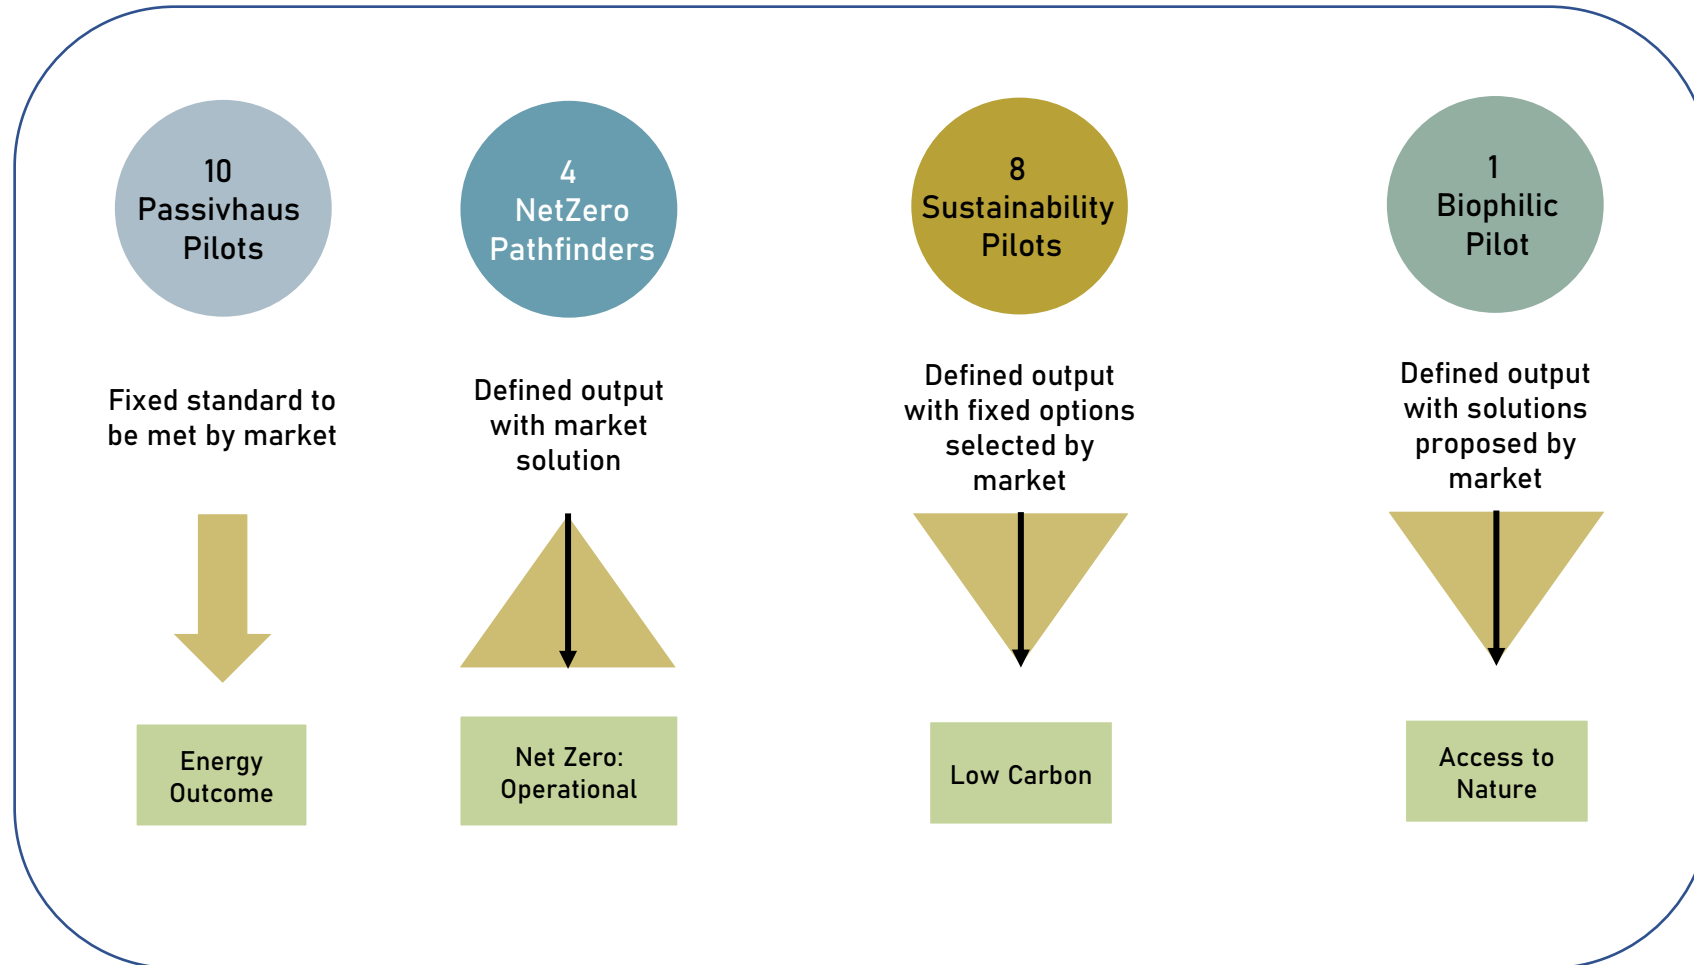 10
Passivhaus
Pilots
4
NetZero
Pathfinders
8
Sustainability
Pilots
1
Biophilic
Pilot
Fixed standard to
be met by market
Defined output
with market
solution
Defined output
with fixed options
selected by
market
Defined output
with solutions
proposed by
market
Energy
Outcome
Net Zero:
Operational
Low Carbon
Access to
Nature